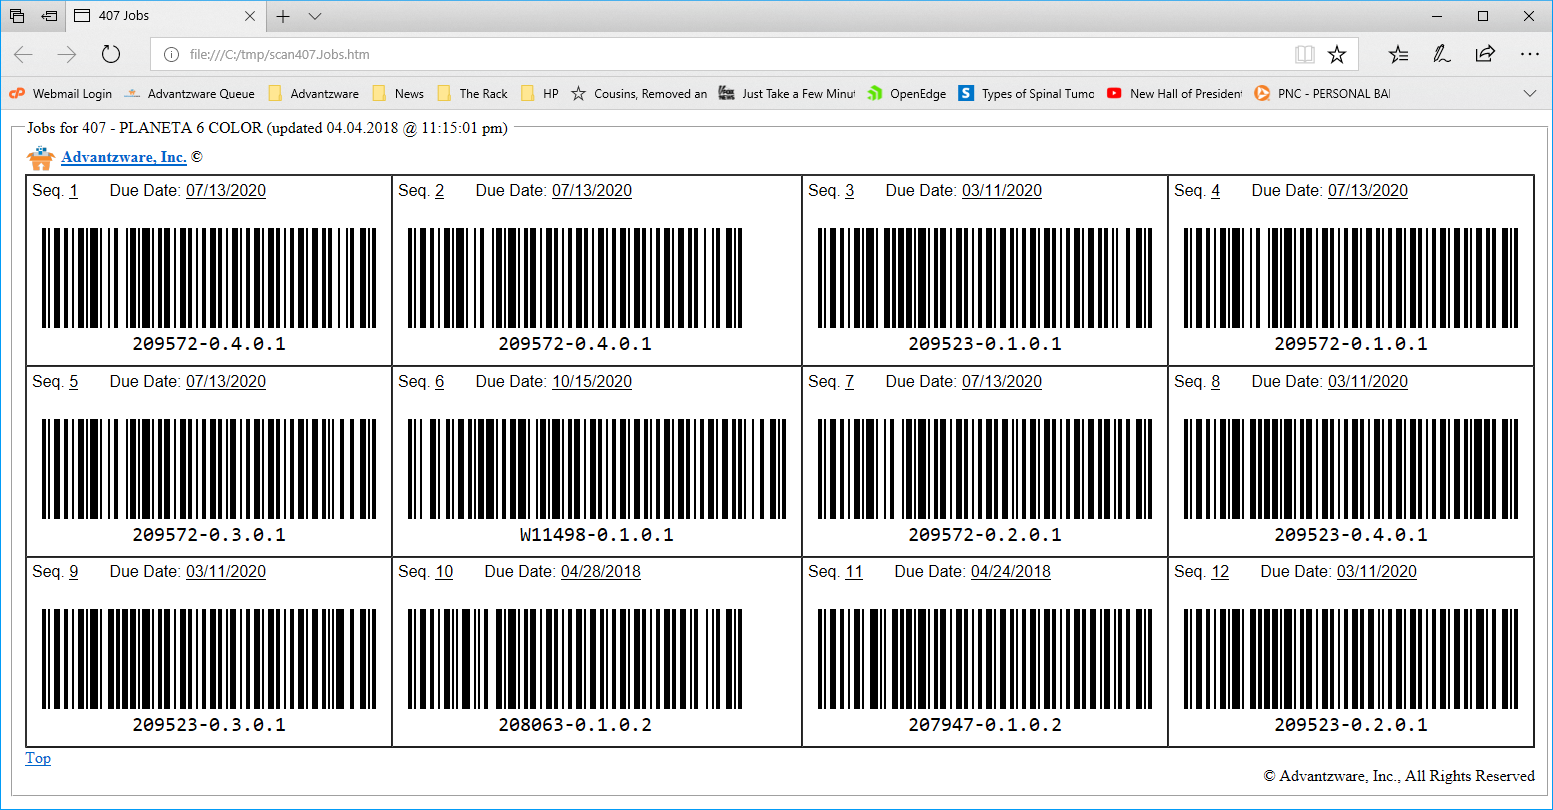 407 Jobs
file:///C:/tmp/scan407Jobs.htm
Webmail Login Advantzware Queue Advantzware News The Rack HP Cousins, Removed an Just Take a Few Minut OpenEdge Types of Spinal Tumo New Hall of President PNC - PERSONAL BAI
Jobs for 407 - PLANETA 6 COLOR (updated 04.04.2018 @ 11:15:01 pm)
Advantzware, Inc. ©
Seq. 1 Due Date: 07/13/2020 Seq. 2 Due Date: 07/13/2020 Seq. 3 Due Date: 03/11/2020 Seq. 4 Due Date: 07/13/2020
209572-0.4.0.1 209572-0.4.0.1 209523-0.1.0.1 209572-0.1.0.1
Seq. 5 Due Date: 07/13/2020 Seq. 6 Due Date: 10/15/2020 Seq. 7 Due Date: 07/13/2020 Seq. 8 Due Date: 03/11/2020
209572-0.3.0.1 W11498-0.1.0.1 209572-0.2.0.1 209523-0.4.0.1
Seq. 9 Due Date: 03/11/2020 Seq. 10 Due Date: 04/28/2018 Seq. 11 Due Date: 04/24/2018 Seq. 12 Due Date: 03/11/2020
209523-0.3.0.1 208063-0.1.0.2 207947-0.1.0.2 209523-0.2.0.1
Top
© Advantzware, Inc., All Rights Reserved